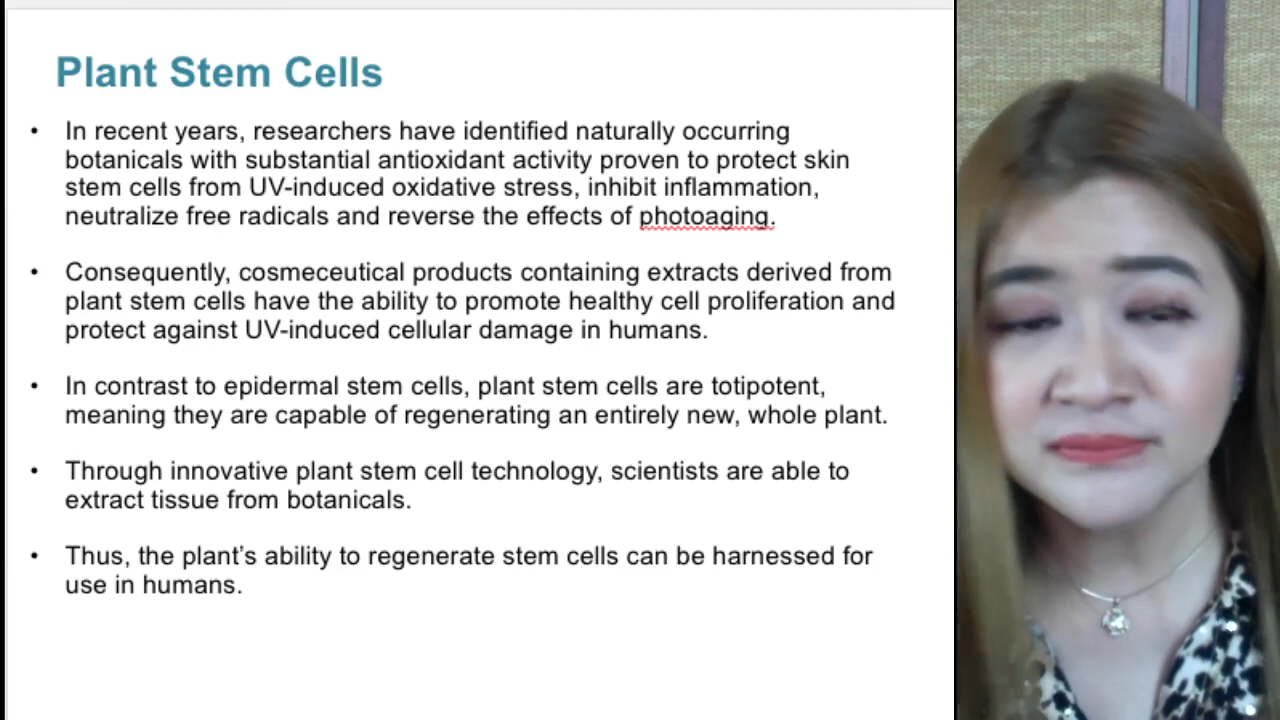 Plant Stem Cells
• In recent years, researchers have identified naturally occurring
botanicals with substantial antioxidant activity proven to protect skin
stem cells from UV-induced oxidative stress, inhibit inflammation,
neutralize free radicals and reverse the effects of photoaging.
• Consequently, cosmeceutical products containing extracts derived from
plant stem cells have the ability to promote healthy cell proliferation and
protect against UV-induced cellular damage in humans.
• In contrast to epidermal stem cells, plant stem cells are totipotent,
meaning they are capable of regenerating an entirely new, whole plant.
• Through innovative plant stem cell technology, scientists are able to
extract tissue from botanicals.
• Thus, the plant’s ability to regenerate stem cells can be harnessed for
use in humans.